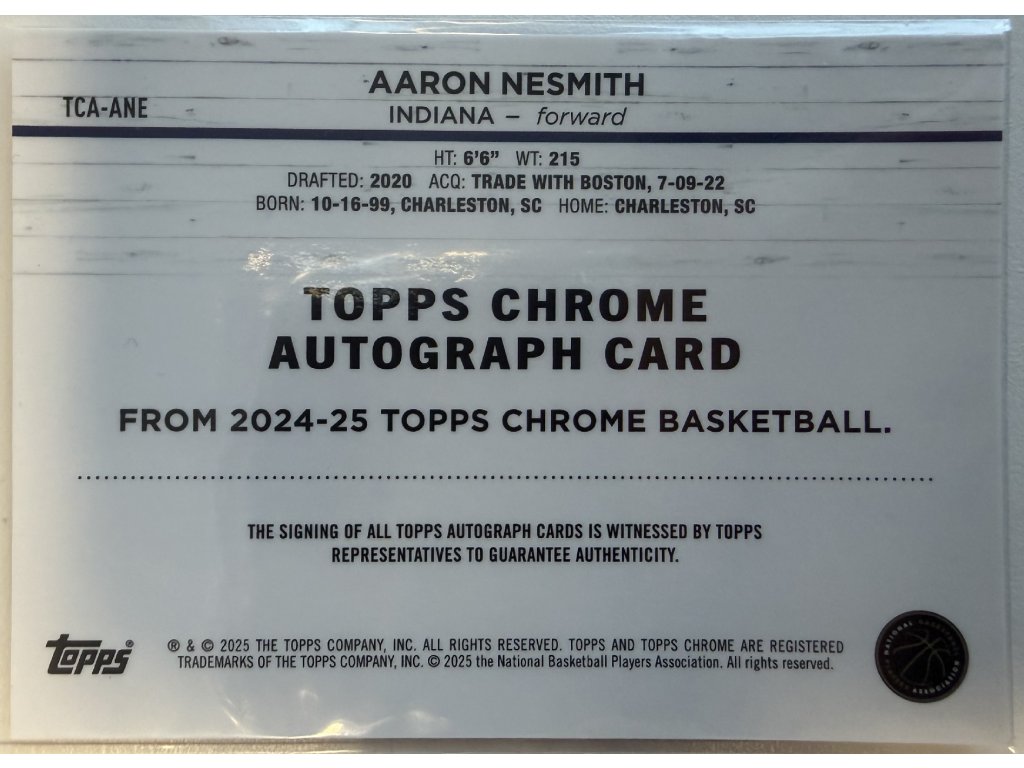 AARON NESMITH
TCA-ANE
INDIANA – forward
HT: 6'6" WT: 215
DRAFTED: 2020 ACQ: TRADE WITH BOSTON, 7-09-22
BORN: 10-16-99, CHARLESTON, SC HOME: CHARLESTON, SC
TOPPS CHROME
AUTOGRAPH CARD
FROM 2024-25 TOPPS CHROME BASKETBALL.
THE SIGNING OF ALL TOPPS AUTOGRAPH CARDS IS WITNESSED BY TOPPS
REPRESENTATIVES TO GUARANTEE AUTHENTICITY.
Topps®
® & © 2025 THE TOPPS COMPANY, INC. ALL RIGHTS RESERVED. TOPPS AND TOPPS CHROME ARE REGISTERED
TRADEMARKS OF THE TOPPS COMPANY, INC. © 2025 the National Basketball Players Association. All rights reserved.
NATIONAL BASKETBALL PLAYERS ASSOCIATION